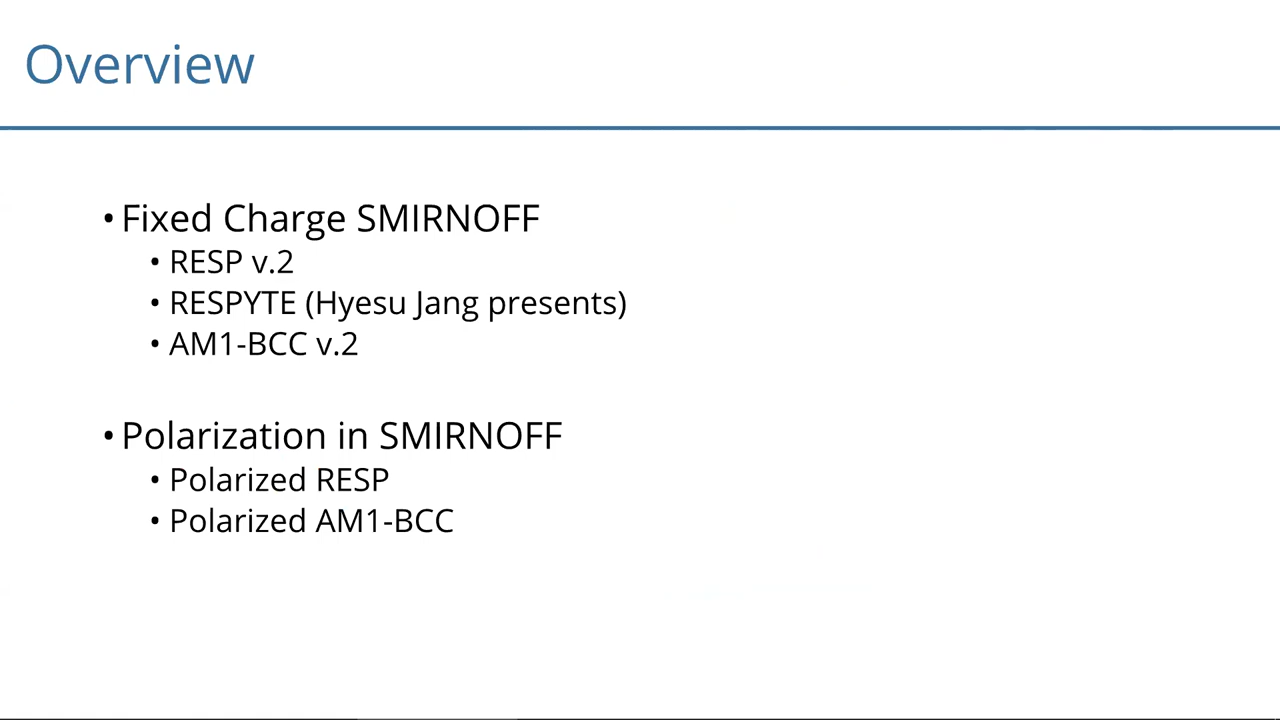 Overview
• Fixed Charge SMIRNOFF
• RESP v.2
• RESPYTE (Hyesu Jang presents)
• AM1-BCC v.2
• Polarization in SMIRNOFF
• Polarized RESP
• Polarized AM1-BCC